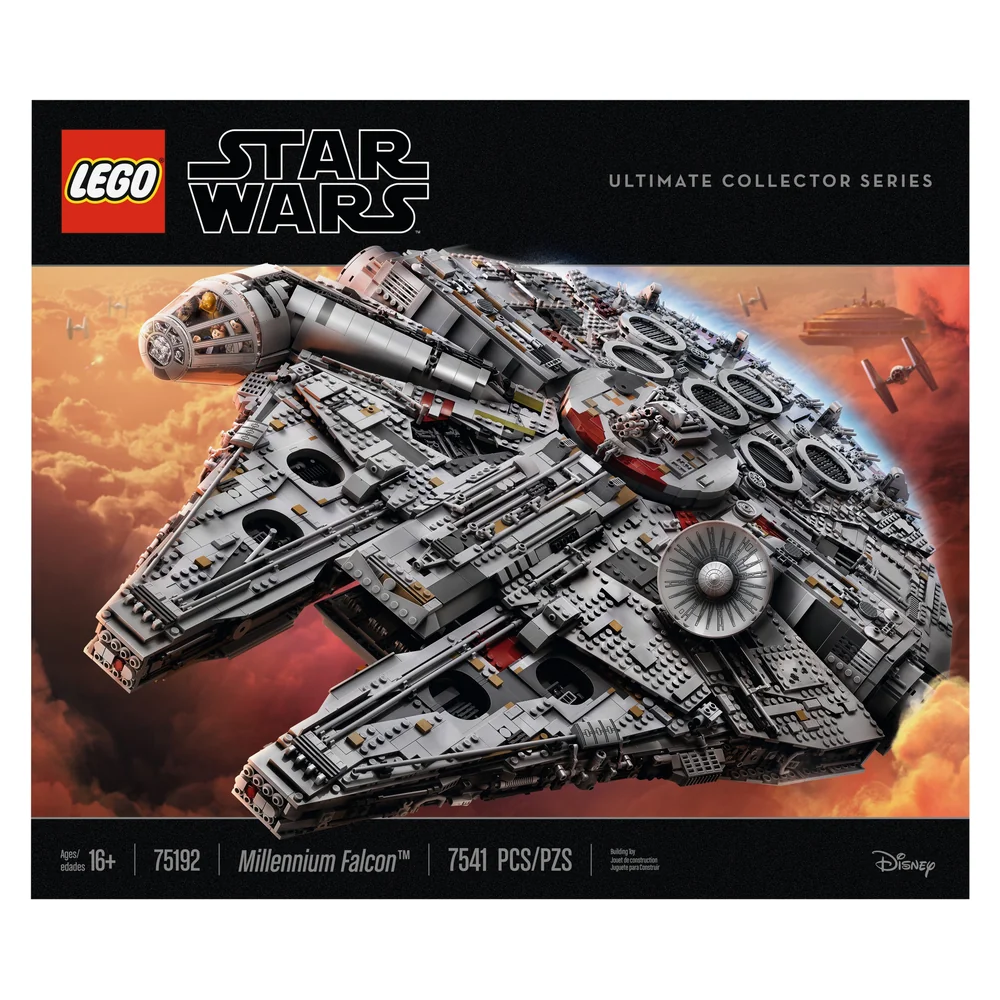 LEGO
STAR
WARS™
ULTIMATE COLLECTOR SERIES
Ages/
edades
16+
75192
Millennium Falcon™
7541 PCS/PZS
Building Toy
Jouet de construction
Juguete para Construir
Disney